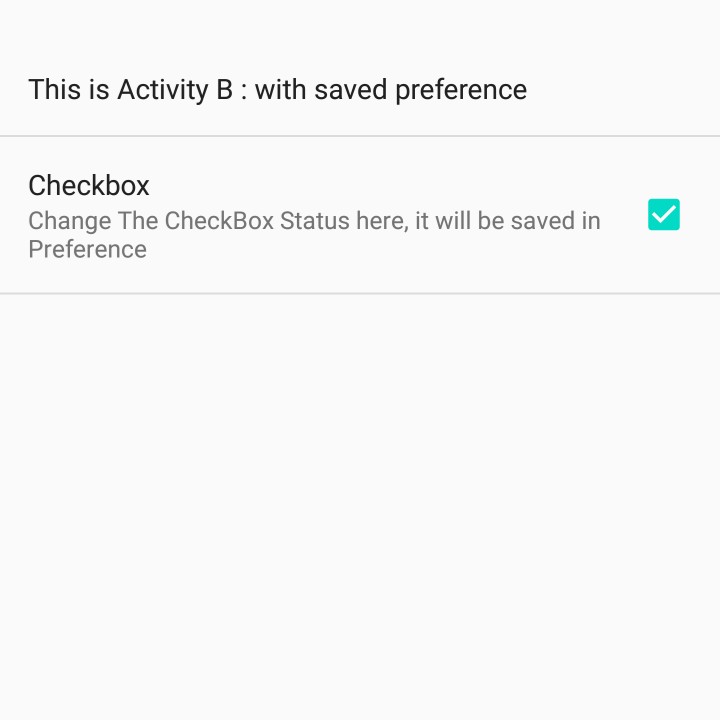 This is Activity B : with saved preference
Checkbox
Change The CheckBox Status here, it will be saved in
Preference